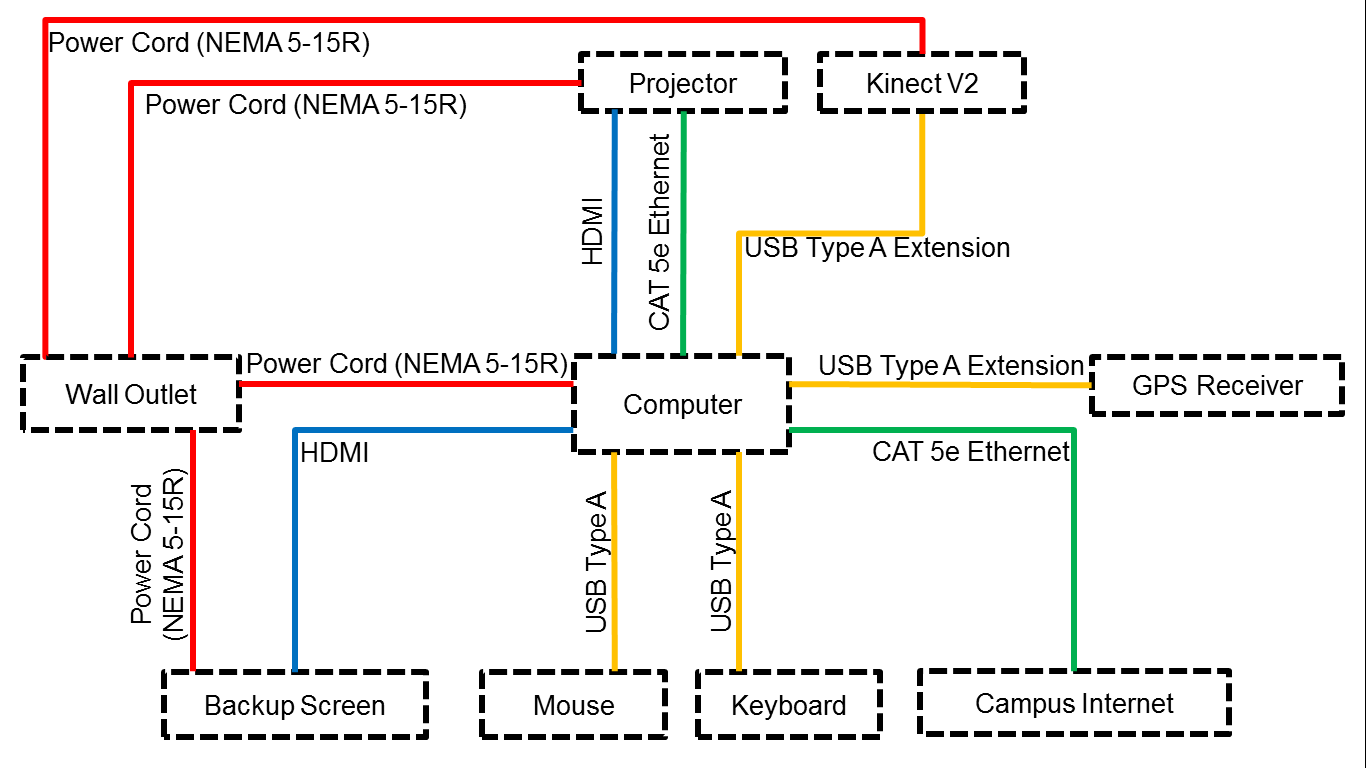 Power Cord (NEMA 5-15R)
Projector
Kinect V2
Power Cord (NEMA 5-15R)
HDMI
CAT 5e Ethernet
USB Type A Extension
Wall Outlet
Power Cord (NEMA 5-15R)
Computer
USB Type A Extension
GPS Receiver
HDMI
CAT 5e Ethernet
Power Cord
(NEMA 5-15R)
USB Type A
USB Type A
Backup Screen
Mouse
Keyboard
Campus Internet